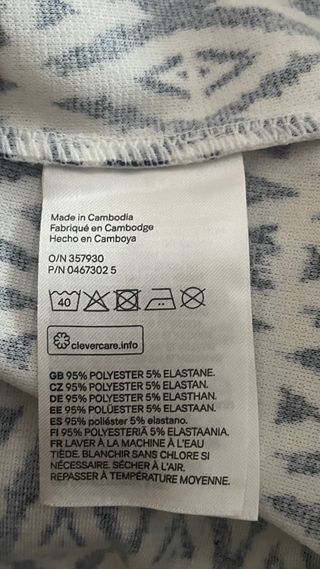 Made in Cambodia
Fabriqué en Cambodge
Hecho en Camboya
O/N 357930
P/N 0467302 5
40
clevercare.info
GB 95% POLYESTER 5% ELASTANE.
CZ 95% POLYESTER 5% ELASTAN.
DE 95% POLYESTER 5% ELASTHAN.
EE 95% POLÜESTER 5% ELASTAAN.
ES 95% poliéster 5% elastano.
FI 95% POLYESTERIÄ 5% ELASTAANIA.
FR LAVER À LA MACHINE À L'EAU
TIÈDE. BLANCHIR SANS CHLORE SI
NÉCESSAIRE. SÉCHER À L'AIR.
REPASSER À TEMPÉRATURE MOYENNE.